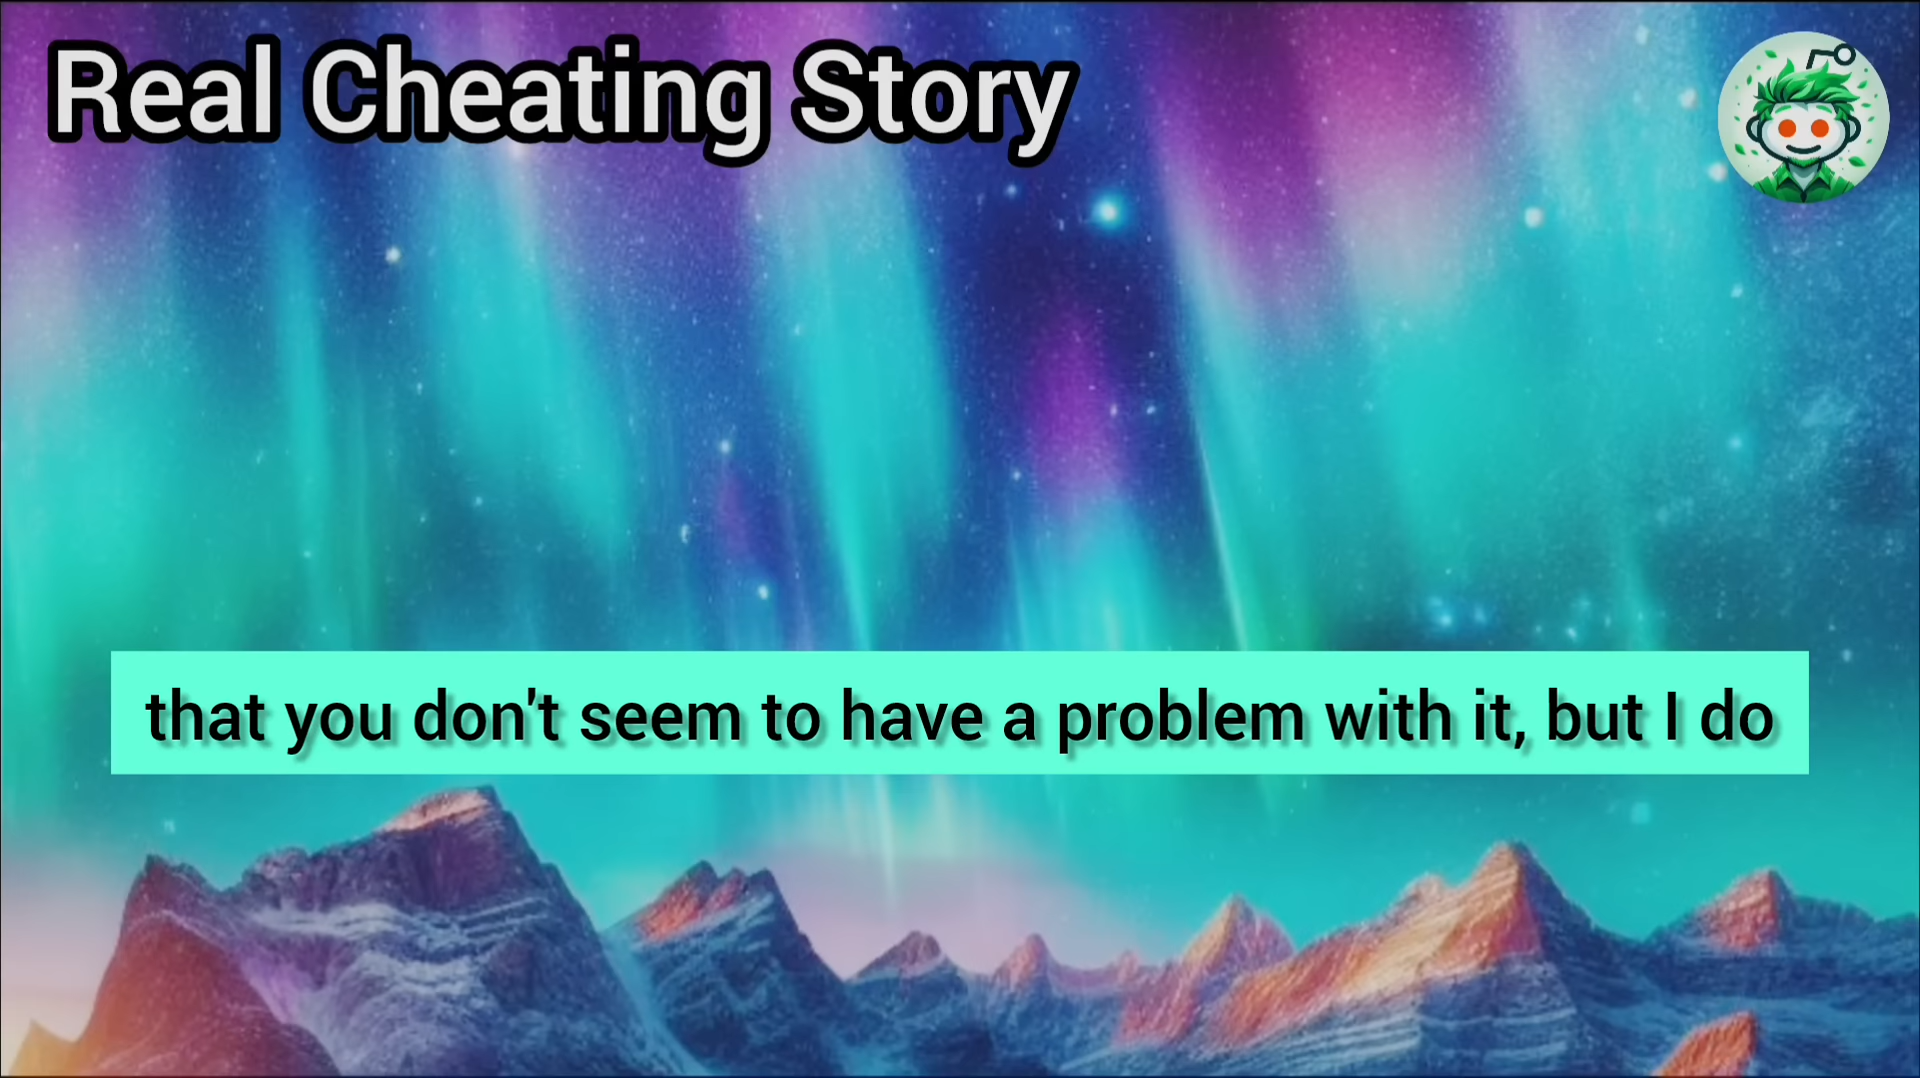 Real Cheating Story
that you don't seem to have a problem with it, but I do